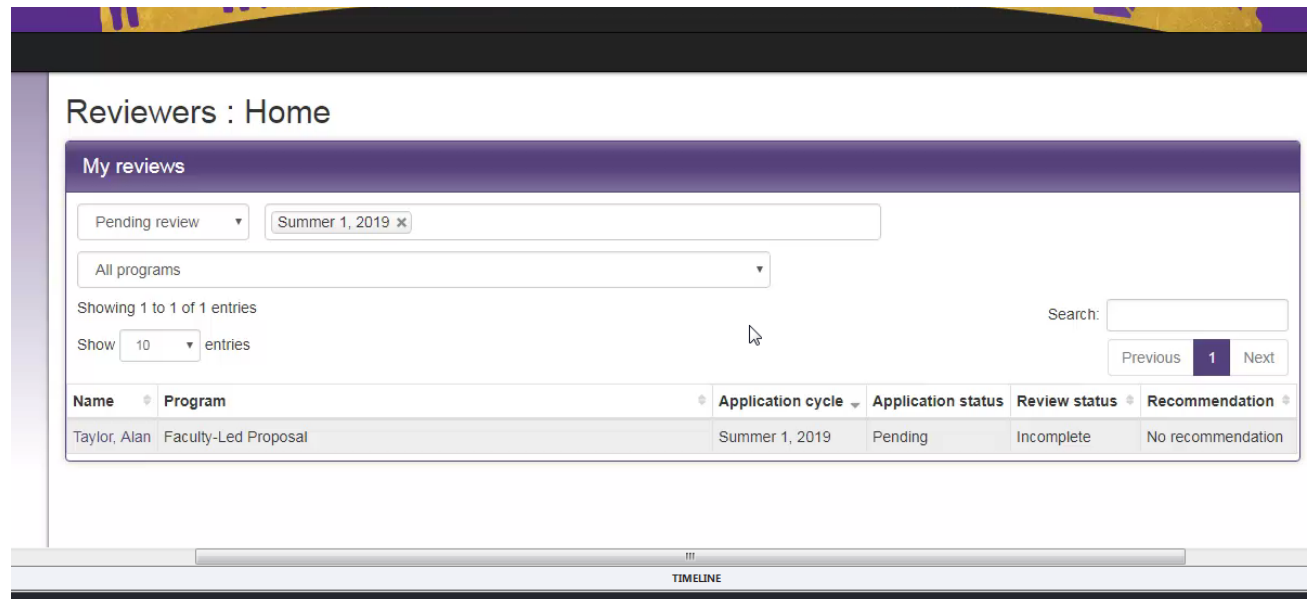 Reviewers : Home
My reviews
Pending review
Summer 1, 2019 ×
All programs
Showing 1 to 1 of 1 entries
Search:
Show 10 entries
Previous 1 Next
Name Program Application cycle Application status Review status Recommendation
Taylor, Alan Faculty-Led Proposal Summer 1, 2019 Pending Incomplete No recommendation
TIMELINE